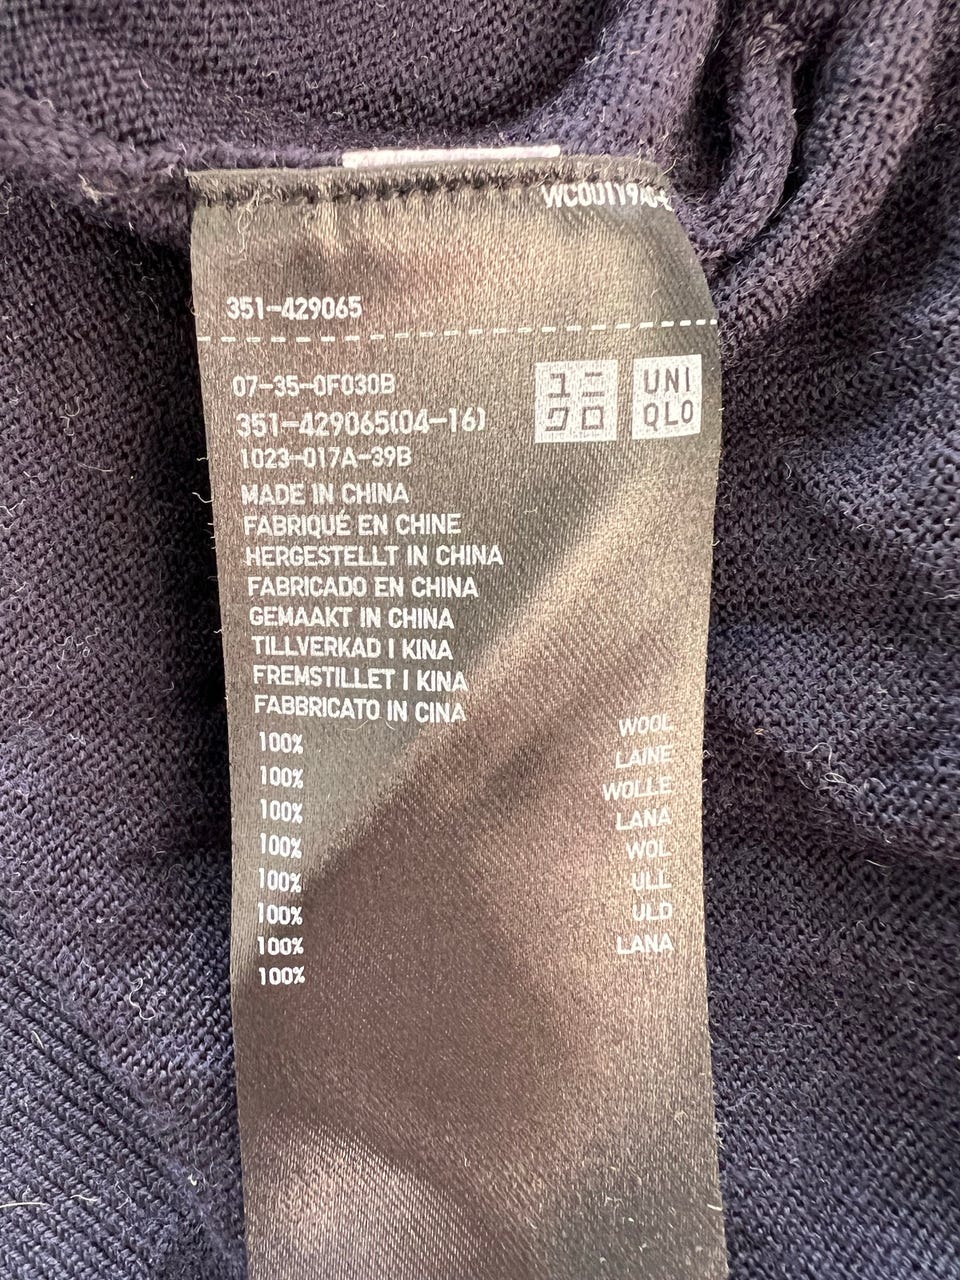 351-429065
07-35-0F030B
ユニ
クロ
UNI
QLO
351-429065(04-16)
1023-017A-39B
MADE IN CHINA
FABRIQUÉ EN CHINE
HERGESTELLT IN CHINA
FABRICADO EN CHINA
GEMAAKT IN CHINA
TILLVERKAD I KINA
FREMSTILLET I KINA
FABBRICATO IN CINA
100% WOOL
100% LAINE
100% WOLLE
100% LANA
100% WOL
100% ULL
100% ULD
100% LANA